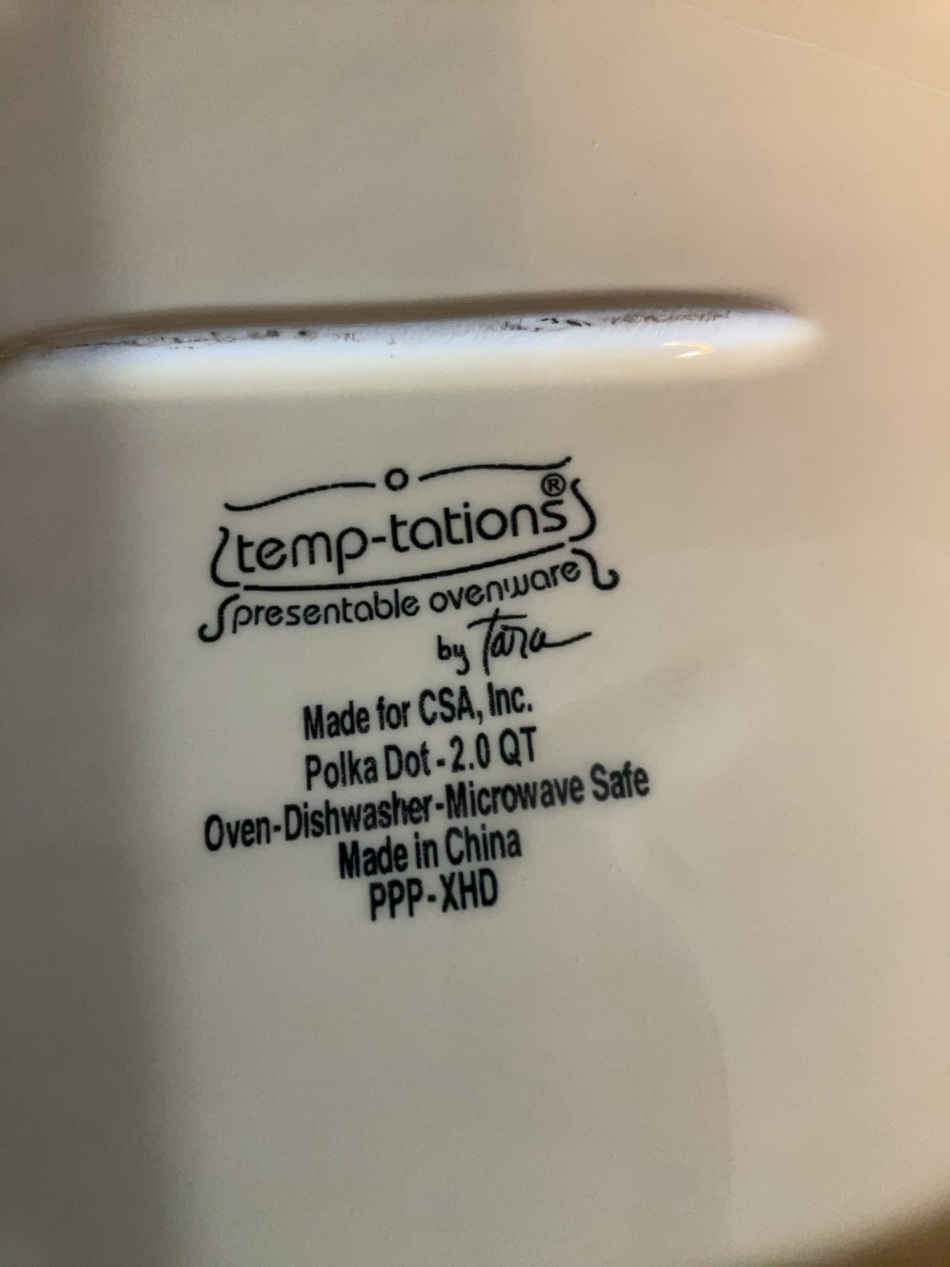 temp-tations®
presentable ovenware
by Tara
Made for CSA, Inc.
Polka Dot - 2.0 QT
Oven-Dishwasher-Microwave Safe
Made in China
PPP-XHD